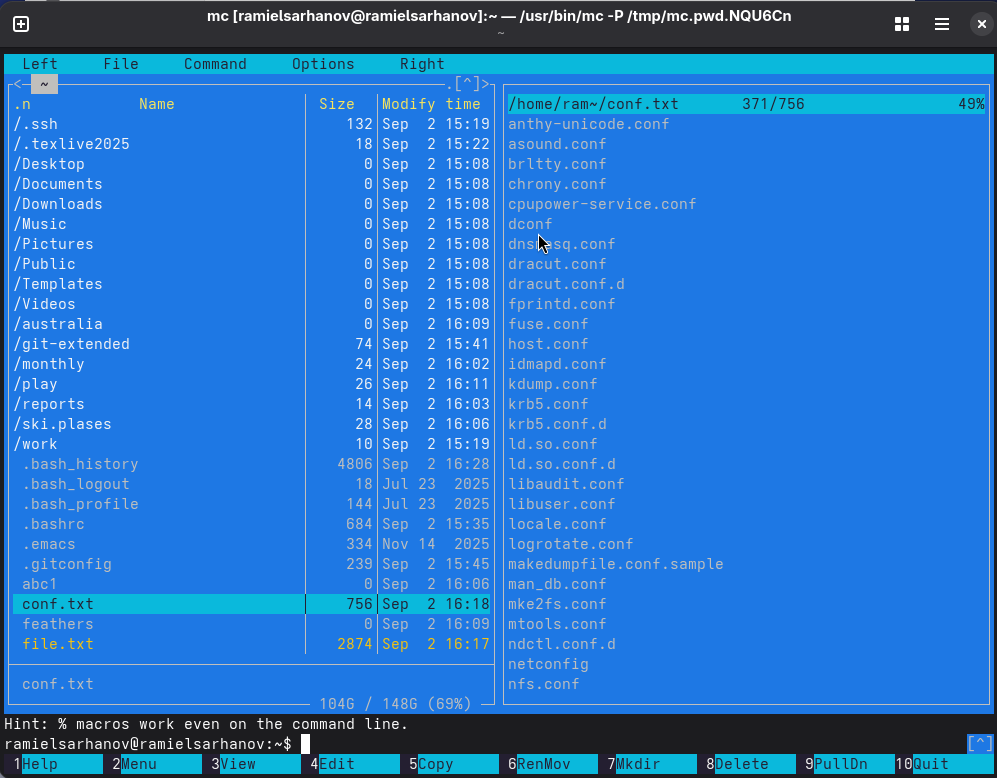 mc [ramielsarhanov@ramielsarhanov]:~ — /usr/bin/mc -P /tmp/mc.pwd.NQU6Cn
~
Left File Command Options Right
<─ ~ .[^]>
.n Name Size Modify time
/.ssh 132 Sep 2 15:19
/.texlive2025 18 Sep 2 15:22
/Desktop 0 Sep 2 15:08
/Documents 0 Sep 2 15:08
/Downloads 0 Sep 2 15:08
/Music 0 Sep 2 15:08
/Pictures 0 Sep 2 15:08
/Public 0 Sep 2 15:08
/Templates 0 Sep 2 15:08
/Videos 0 Sep 2 15:08
/australia 0 Sep 2 16:09
/git-extended 74 Sep 2 15:41
/monthly 24 Sep 2 16:02
/play 26 Sep 2 16:11
/reports 14 Sep 2 16:03
/ski.plases 28 Sep 2 16:06
/work 10 Sep 2 15:19
.bash_history 4806 Sep 2 16:28
.bash_logout 18 Jul 23 2025
.bash_profile 144 Jul 23 2025
.bashrc 684 Sep 2 15:35
.emacs 334 Nov 14 2025
.gitconfig 239 Sep 2 15:45
abc1 0 Sep 2 16:06
conf.txt 756 Sep 2 16:18
feathers 0 Sep 2 16:09
file.txt 2874 Sep 2 16:17
conf.txt
104G / 148G (69%)
/home/ram~/conf.txt 371/756 49%
anthy-unicode.conf
asound.conf
brltty.conf
chrony.conf
cpupower-service.conf
dconf
dnsmasq.conf
dracut.conf
dracut.conf.d
fprintd.conf
fuse.conf
host.conf
idmapd.conf
kdump.conf
krb5.conf
krb5.conf.d
ld.so.conf
ld.so.conf.d
libaudit.conf
libuser.conf
locale.conf
logrotate.conf
makedumpfile.conf.sample
man_db.conf
mke2fs.conf
mtools.conf
ndctl.conf.d
netconfig
nfs.conf
Hint: % macros work even on the command line.
ramielsarhanov@ramielsarhanov:~$ [^]
1Help 2Menu 3View 4Edit 5Copy 6RenMov 7Mkdir 8Delete 9PullDn 10Quit